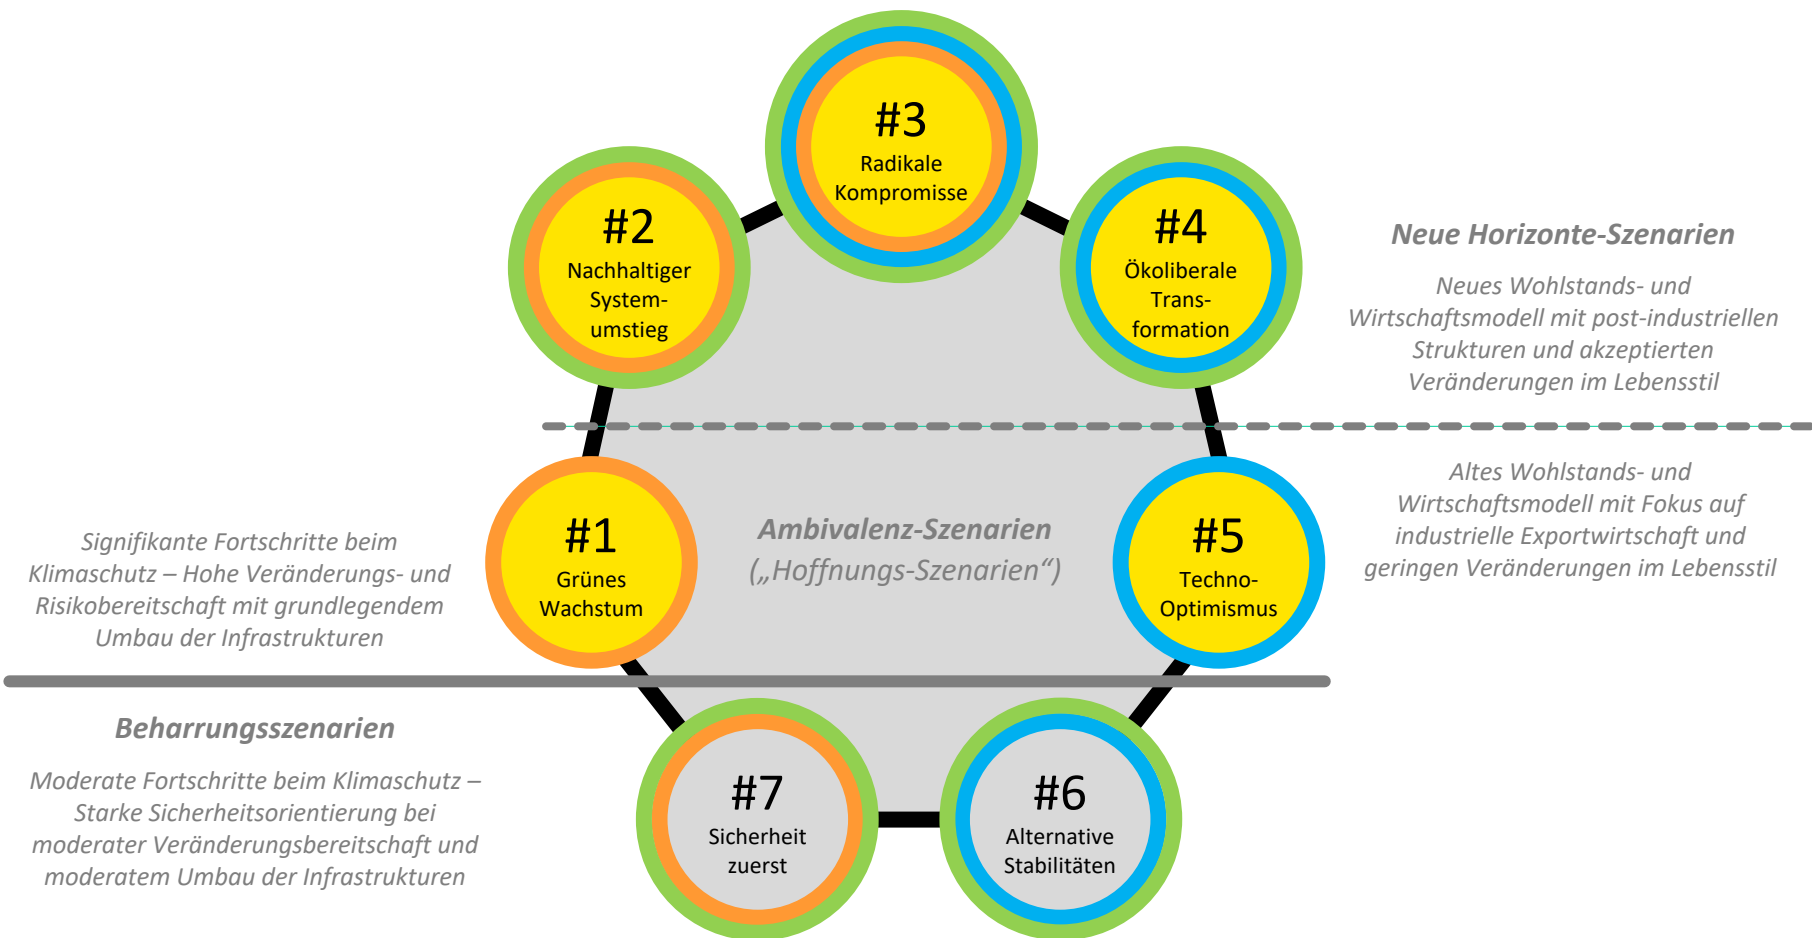 #3
Radikale
Kompromisse
#2
Nachhaltiger
System-
umstieg
#4
Ökoliberale
Trans-
formation
Neue Horizonte-Szenarien
Neues Wohlstands- und
Wirtschaftsmodell mit post-industriellen
Strukturen und akzeptierten
Veränderungen im Lebensstil
Altes Wohlstands- und
Wirtschaftsmodell mit Fokus auf
industrielle Exportwirtschaft und
geringen Veränderungen im Lebensstil
Signifikante Fortschritte beim
Klimaschutz – Hohe Veränderungs- und
Risikobereitschaft mit grundlegendem
Umbau der Infrastrukturen
#1
Grünes
Wachstum
Ambivalenz-Szenarien
(„Hoffnungs-Szenarien“)
#5
Techno-
Optimismus
Beharrungsszenarien
Moderate Fortschritte beim Klimaschutz –
Starke Sicherheitsorientierung bei
moderater Veränderungsbereitschaft und
moderatem Umbau der Infrastrukturen
#7
Sicherheit
zuerst
#6
Alternative
Stabilitäten